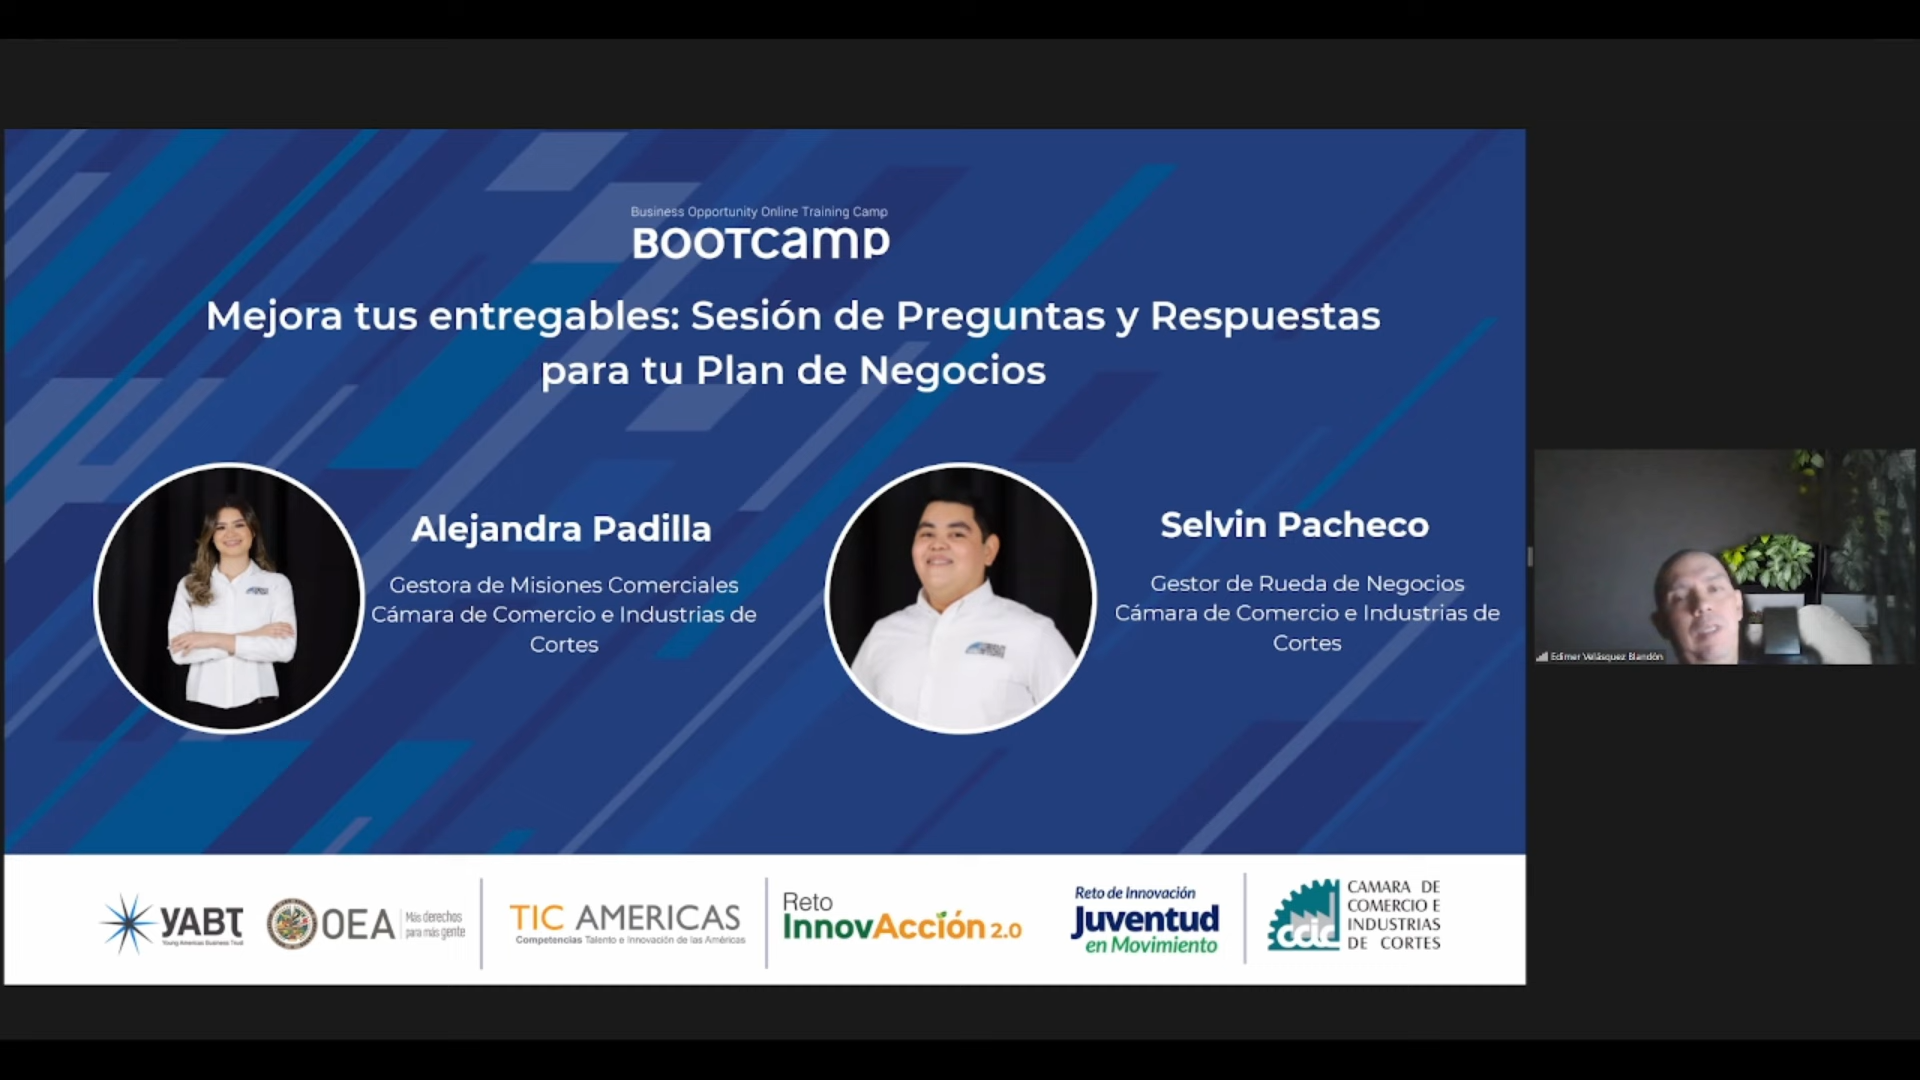 Business Opportunity Online Training Camp
BOOTcamp
Mejora tus entregables: Sesión de Preguntas y Respuestas
para tu Plan de Negocios
Alejandra Padilla
Gestora de Misiones Comerciales
Cámara de Comercio e Industrias de
Cortes
Selvin Pacheco
Gestor de Rueda de Negocios
Cámara de Comercio e Industrias de
Cortes
Edimer Velásquez Blandón
YABT
Young Americas Business Trust
OEA
Más derechos
para más gente
TIC AMERICAS
Competencias Talento e Innovación de las Américas
Reto
InnovAcción 2.0
Reto de Innovación
Juventud
en Movimiento
ccic
CAMARA DE
COMERCIO E
INDUSTRIAS
DE CORTES